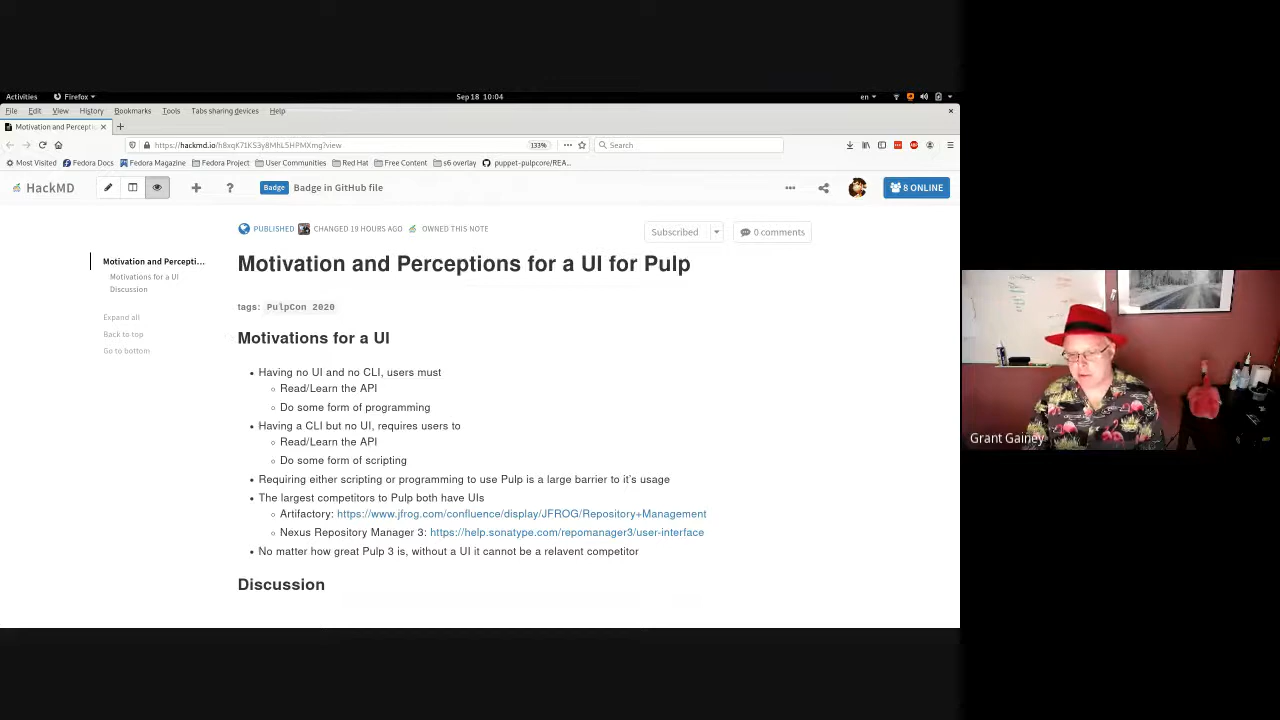 Activities Firefox Sep 18 10:04 en
File Edit View History Bookmarks Tools Tabs sharing devices Help
Motivation and Percepti
https://hackmd.io/h8xqK71KS3y8MhL5HPMXmg?view 133% Search
Most Visited Fedora Docs Fedora Magazine Fedora Project User Communities Red Hat Free Content s6 overlay puppet-pulpcore/REA...
HackMD ? Badge Badge in GitHub file 8 ONLINE
PUBLISHED CHANGED 19 HOURS AGO OWNED THIS NOTE Subscribed 0 comments
Motivation and Percepti...
Motivations for a UI
Discussion
Expand all
Back to top
Go to bottom
Motivation and Perceptions for a UI for Pulp
tags: PulpCon 2020
Motivations for a UI
Having no UI and no CLI, users must
Read/Learn the API
Do some form of programming
Having a CLI but no UI, requires users to
Read/Learn the API
Do some form of scripting
Requiring either scripting or programming to use Pulp is a large barrier to it's usage
The largest competitors to Pulp both have UIs
Artifactory: https://www.jfrog.com/confluence/display/JFROG/Repository+Management
Nexus Repository Manager 3: https://help.sonatype.com/repomanager3/user-interface
No matter how great Pulp 3 is, without a UI it cannot be a relavent competitor
Discussion
Grant Gainey